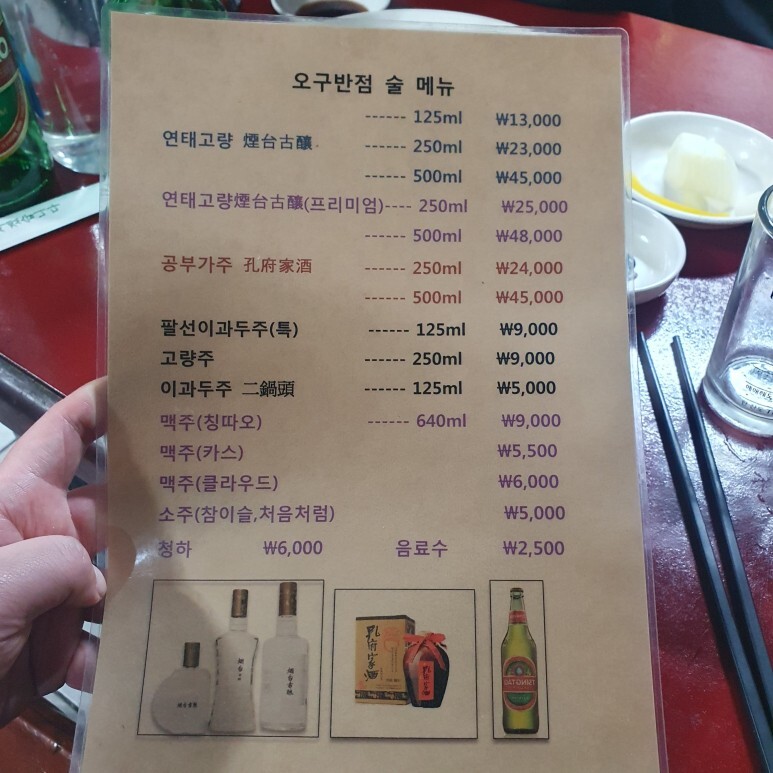 오구반점 술 메뉴
------ 125ml ₩13,000
연태고량 煙台古釀 ------ 250ml ₩23,000
------ 500ml ₩45,000
연태고량煙台古釀(프리미엄)---- 250ml ₩25,000
------ 500ml ₩48,000
공부가주 孔府家酒 ------ 250ml ₩24,000
------ 500ml ₩45,000
팔선이과두주(특) ------ 125ml ₩9,000
고량주 ------ 250ml ₩9,000
이과두주 二鍋頭 ------ 125ml ₩5,000
맥주(칭따오) ------ 640ml ₩9,000
맥주(카스) ₩5,500
맥주(클라우드) ₩6,000
소주(참이슬,처음처럼) ₩5,000
청하 ₩6,000 음료수 ₩2,500
孔府家酒
孔府家酒
TSINGTAO